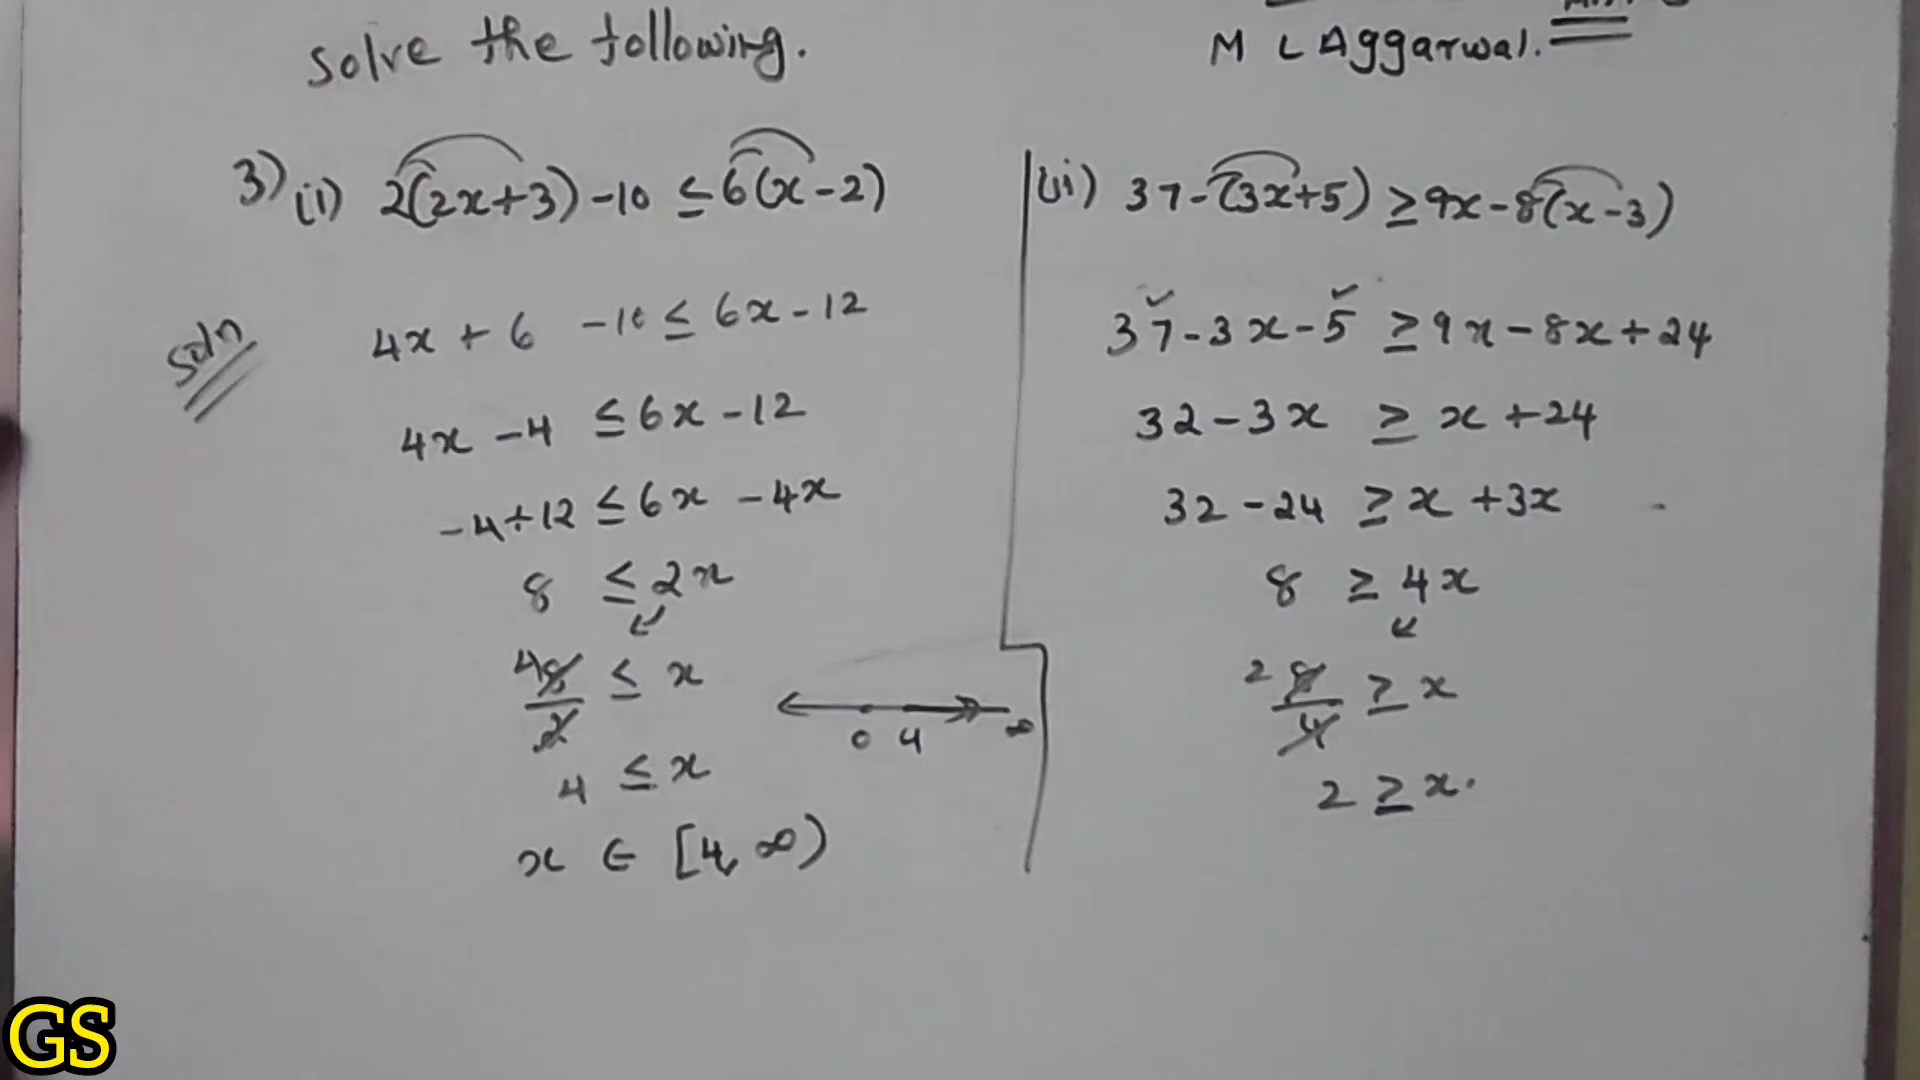 solve the following.
M L Aggarwal.
3) (i) 2(2x+3) -10 ≤ 6(x-2)
soln
4x + 6 -10 ≤ 6x - 12
4x - 4 ≤ 6x - 12
-4+12 ≤ 6x - 4x
8 ≤ 2x
4 8/2 ≤ x
4 ≤ x
0 4 ∞
x ∈ [4, ∞)
(ii) 37-(3x+5) ≥ 9x-8(x-3)
37-3x-5 ≥ 9x-8x+24
32-3x ≥ x+24
32-24 ≥ x+3x
8 ≥ 4x
2 8/4 ≥ x
2 ≥ x.
GS